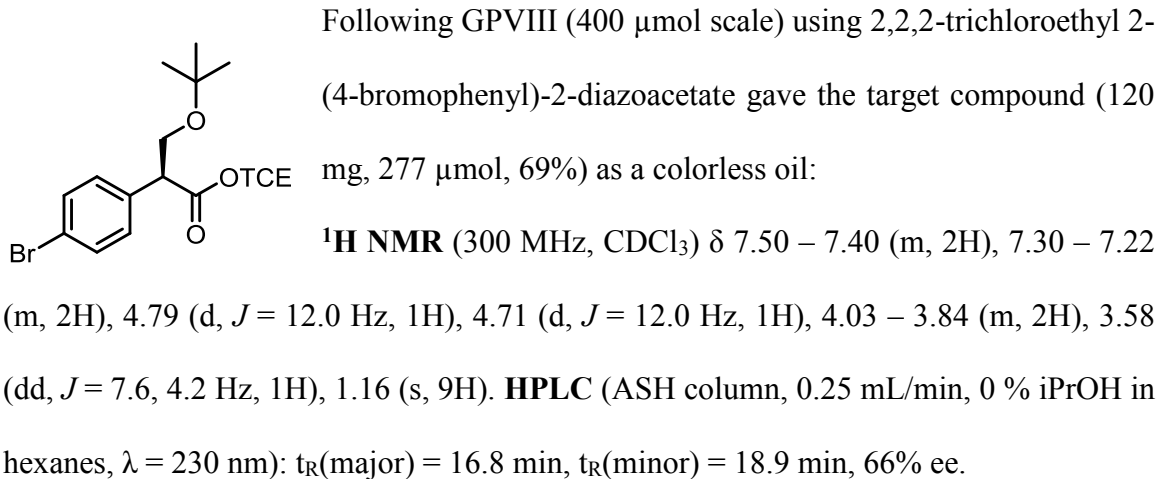 Following GPVIII (400 µmol scale) using 2,2,2-trichloroethyl 2-
(4-bromophenyl)-2-diazoacetate gave the target compound (120
mg, 277 µmol, 69%) as a colorless oil:
O
OTCE
O
Br
¹H NMR (300 MHz, CDCl₃) δ 7.50 – 7.40 (m, 2H), 7.30 – 7.22
(m, 2H), 4.79 (d, J = 12.0 Hz, 1H), 4.71 (d, J = 12.0 Hz, 1H), 4.03 – 3.84 (m, 2H), 3.58
(dd, J = 7.6, 4.2 Hz, 1H), 1.16 (s, 9H). HPLC (ASH column, 0.25 mL/min, 0 % iPrOH in
hexanes, λ = 230 nm): tR(major) = 16.8 min, tR(minor) = 18.9 min, 66% ee.